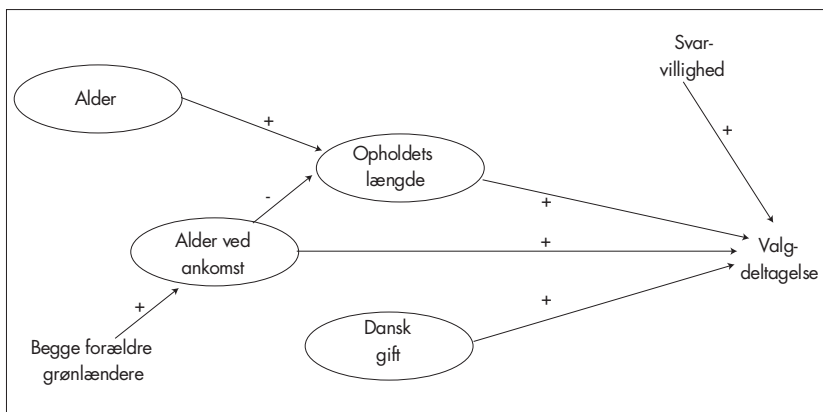 Svar-
villighed
Alder
+
+
Opholdets
længde
-
+
Alder ved
ankomst
+
Valg-
deltagelse
+
+
Dansk
gift
Begge forældre
grønlændere